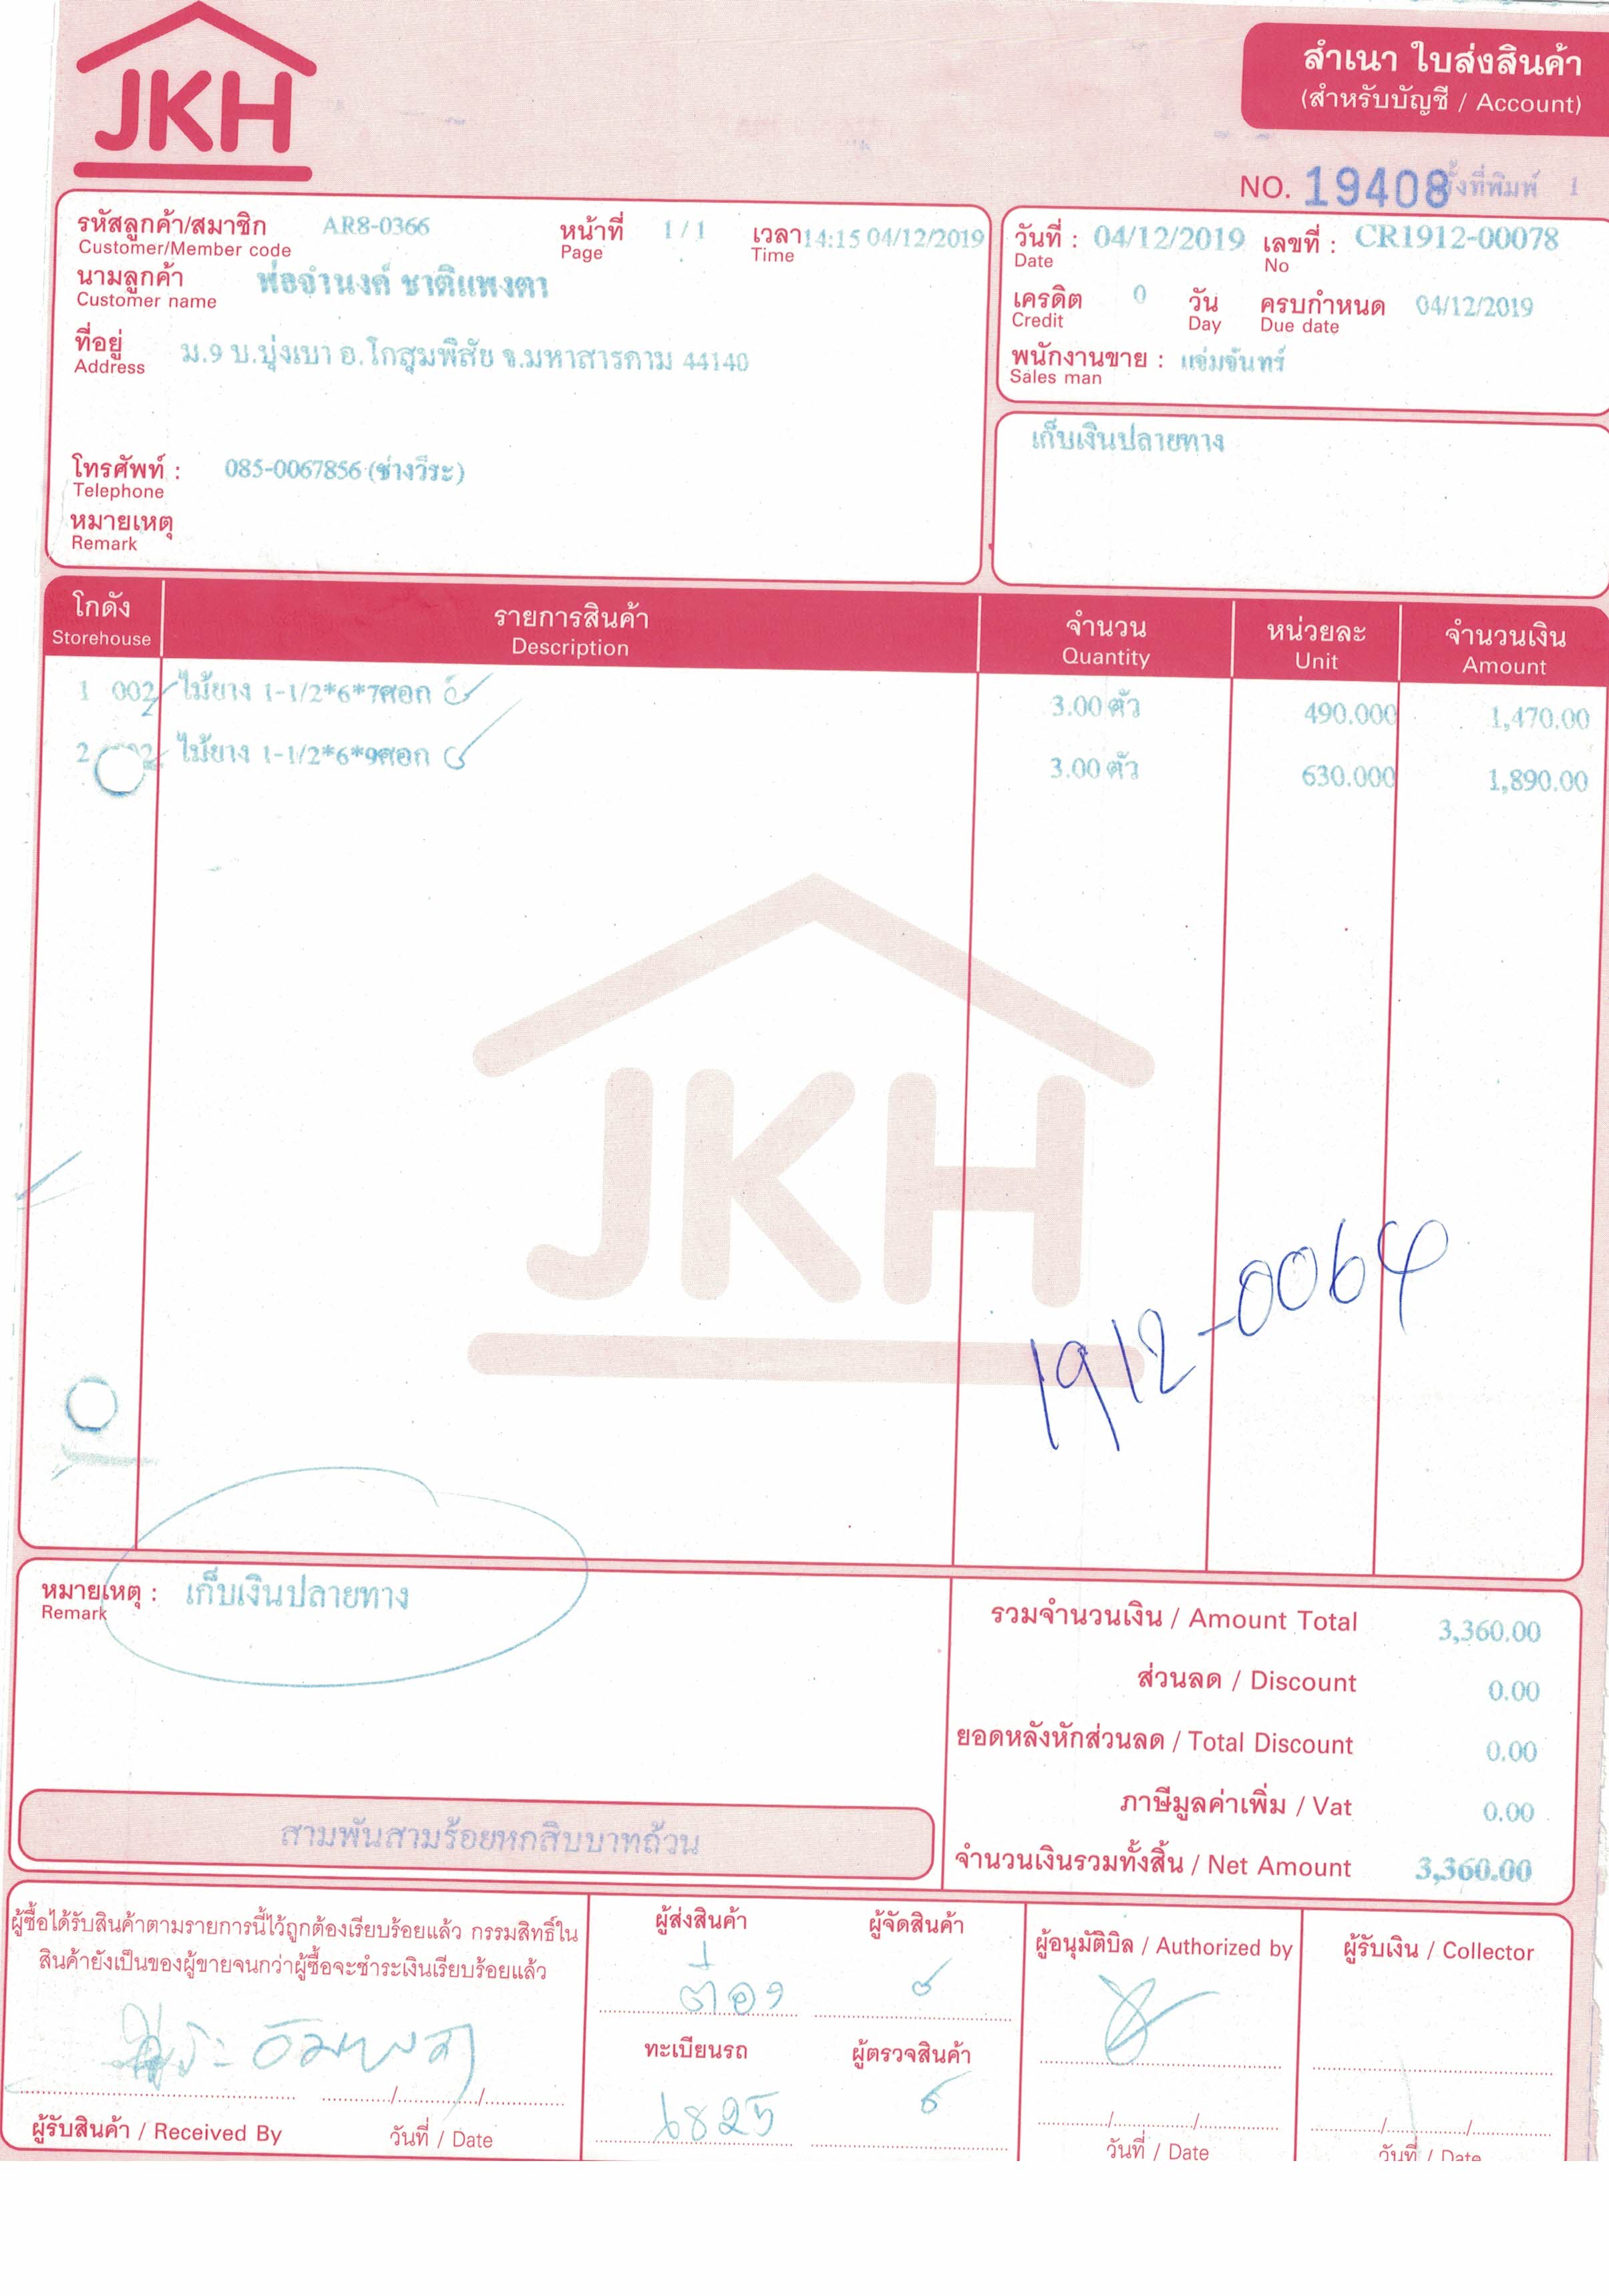 JKH
สำเนา ใบส่งสินค้า
(สำหรับบัญชี / Account)
NO. 19408 ครั้งที่พิมพ์ 1
รหัสลูกค้า/สมาชิก AR8-0366 หน้าที่ 1 / 1 เวลา 14:15 04/12/2019
Customer/Member code Page Time
นามลูกค้า พ่อจำนงค์ ชาติแพงตา
Customer name
ที่อยู่ ม.9 บ.บุ่งเบา อ.โกสุมพิสัย จ.มหาสารคาม 44140
Address
โทรศัพท์ : 085-0067856 (ช่างวีระ)
Telephone
หมายเหตุ
Remark
วันที่ : 04/12/2019 เลขที่ : CR1912-00078
Date No
เครดิต 0 วัน ครบกำหนด 04/12/2019
Credit Day Due date
พนักงานขาย : แจ่มจันทร์
Sales man
เก็บเงินปลายทาง
โกดัง รายการสินค้า จำนวน หน่วยละ จำนวนเงิน
Storehouse Description Quantity Unit Amount
1 002 ไม้ยาง 1-1/2*6*7ศอก 3.00 ตัว 490.000 1,470.00
2 ไม้ยาง 1-1/2*6*9ศอก 3.00 ตัว 630.000 1,890.00
JKH
1912-0064
หมายเหตุ : เก็บเงินปลายทาง
Remark
รวมจำนวนเงิน / Amount Total 3,360.00
ส่วนลด / Discount 0.00
ยอดหลังหักส่วนลด / Total Discount 0.00
ภาษีมูลค่าเพิ่ม / Vat 0.00
สามพันสามร้อยหกสิบบาทถ้วน
จำนวนเงินรวมทั้งสิ้น / Net Amount 3,360.00
ผู้ซื้อได้รับสินค้าตามรายการนี้ไว้ถูกต้องเรียบร้อยแล้ว กรรมสิทธิ์ใน
สินค้ายังเป็นของผู้ขายจนกว่าผู้ซื้อจะชำระเงินเรียบร้อยแล้ว
ผู้รับสินค้า / Received By วันที่ / Date
ผู้ส่งสินค้า ผู้จัดสินค้า
ต๋อง
ทะเบียนรถ ผู้ตรวจสินค้า
6825
ผู้อนุมัติบิล / Authorized by
วันที่ / Date
ผู้รับเงิน / Collector
วันที่ / Date